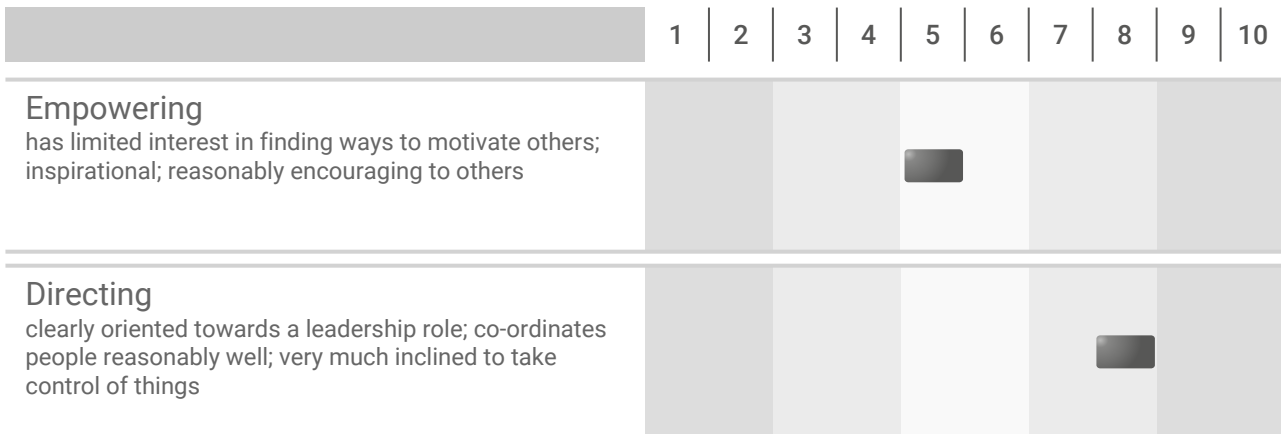 1 2 3 4 5 6 7 8 9 10
Empowering
has limited interest in finding ways to motivate others;
inspirational; reasonably encouraging to others
Directing
clearly oriented towards a leadership role; co-ordinates
people reasonably well; very much inclined to take
control of things